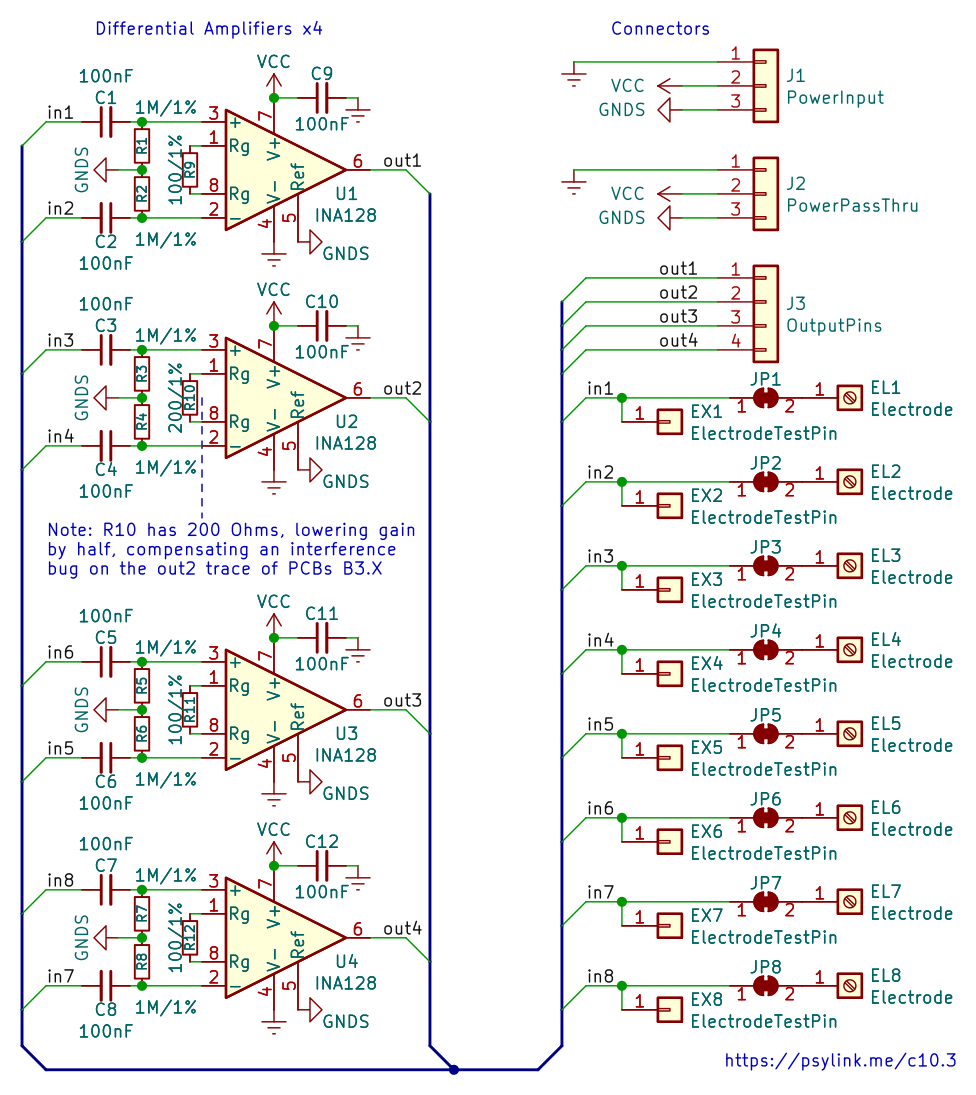 Differential Amplifiers x4
100nF
C1
in1
1M/1%
R1
GNDS
R2
in2
C2
100nF
1M/1%
100/1%
R9
VCC
C9
100nF
7
3
+
1
Rg
8
Rg
2
-
V+
V-
Ref
4
5
6
out1
U1
INA128
GNDS
100nF
C3
in3
1M/1%
R3
GNDS
R4
in4
C4
100nF
1M/1%
200/1%
R10
VCC
C10
100nF
7
3
+
1
Rg
8
Rg
2
-
V+
V-
Ref
4
5
6
out2
U2
INA128
GNDS
Note: R10 has 200 Ohms, lowering gain
by half, compensating an interference
bug on the out2 trace of PCBs B3.X
100nF
C5
in6
1M/1%
R5
GNDS
R6
in5
C6
100nF
1M/1%
100/1%
R11
VCC
C11
100nF
7
3
+
1
Rg
8
Rg
2
-
V+
V-
Ref
4
5
6
out3
U3
INA128
GNDS
100nF
C7
in8
1M/1%
R7
GNDS
R8
in7
C8
100nF
1M/1%
100/1%
R12
VCC
C12
100nF
7
3
+
1
Rg
8
Rg
2
-
V+
V-
Ref
4
5
6
out4
U4
INA128
GNDS
Connectors
1
VCC 2
GNDS 3
J1
PowerInput
1
VCC 2
GNDS 3
J2
PowerPassThru
out1 1
out2 2
out3 3
out4 4
J3
OutputPins
in1 JP1 1 2 1 EL1
Electrode
1 EX1
ElectrodeTestPin
in2 JP2 1 2 1 EL2
Electrode
1 EX2
ElectrodeTestPin
in3 JP3 1 2 1 EL3
Electrode
1 EX3
ElectrodeTestPin
in4 JP4 1 2 1 EL4
Electrode
1 EX4
ElectrodeTestPin
in5 JP5 1 2 1 EL5
Electrode
1 EX5
ElectrodeTestPin
in6 JP6 1 2 1 EL6
Electrode
1 EX6
ElectrodeTestPin
in7 JP7 1 2 1 EL7
Electrode
1 EX7
ElectrodeTestPin
in8 JP8 1 2 1 EL8
Electrode
1 EX8
ElectrodeTestPin
https://psylink.me/c10.3